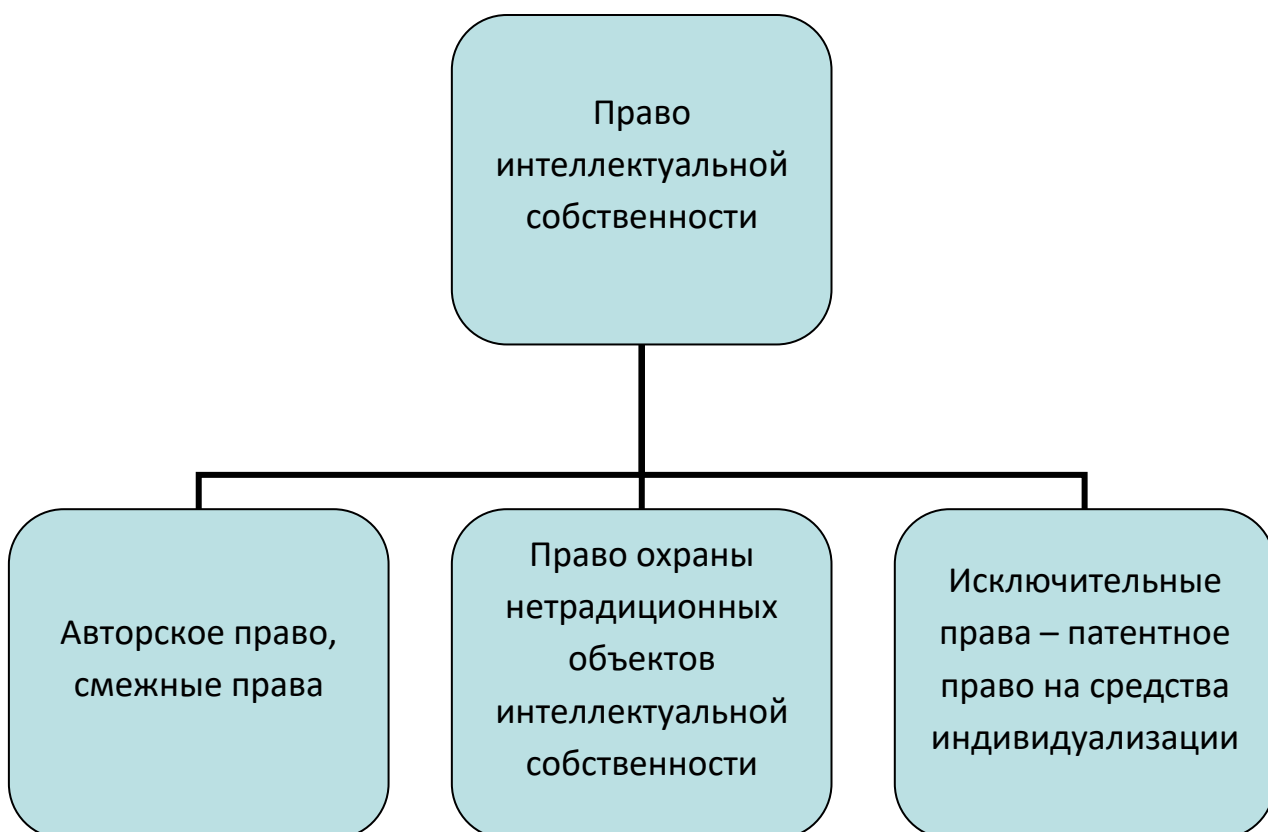 Право
интеллектуальной
собственности
Авторское право,
смежные права
Право охраны
нетрадиционных
объектов
интеллектуальной
собственности
Исключительные
права – патентное
право на средства
индивидуализации